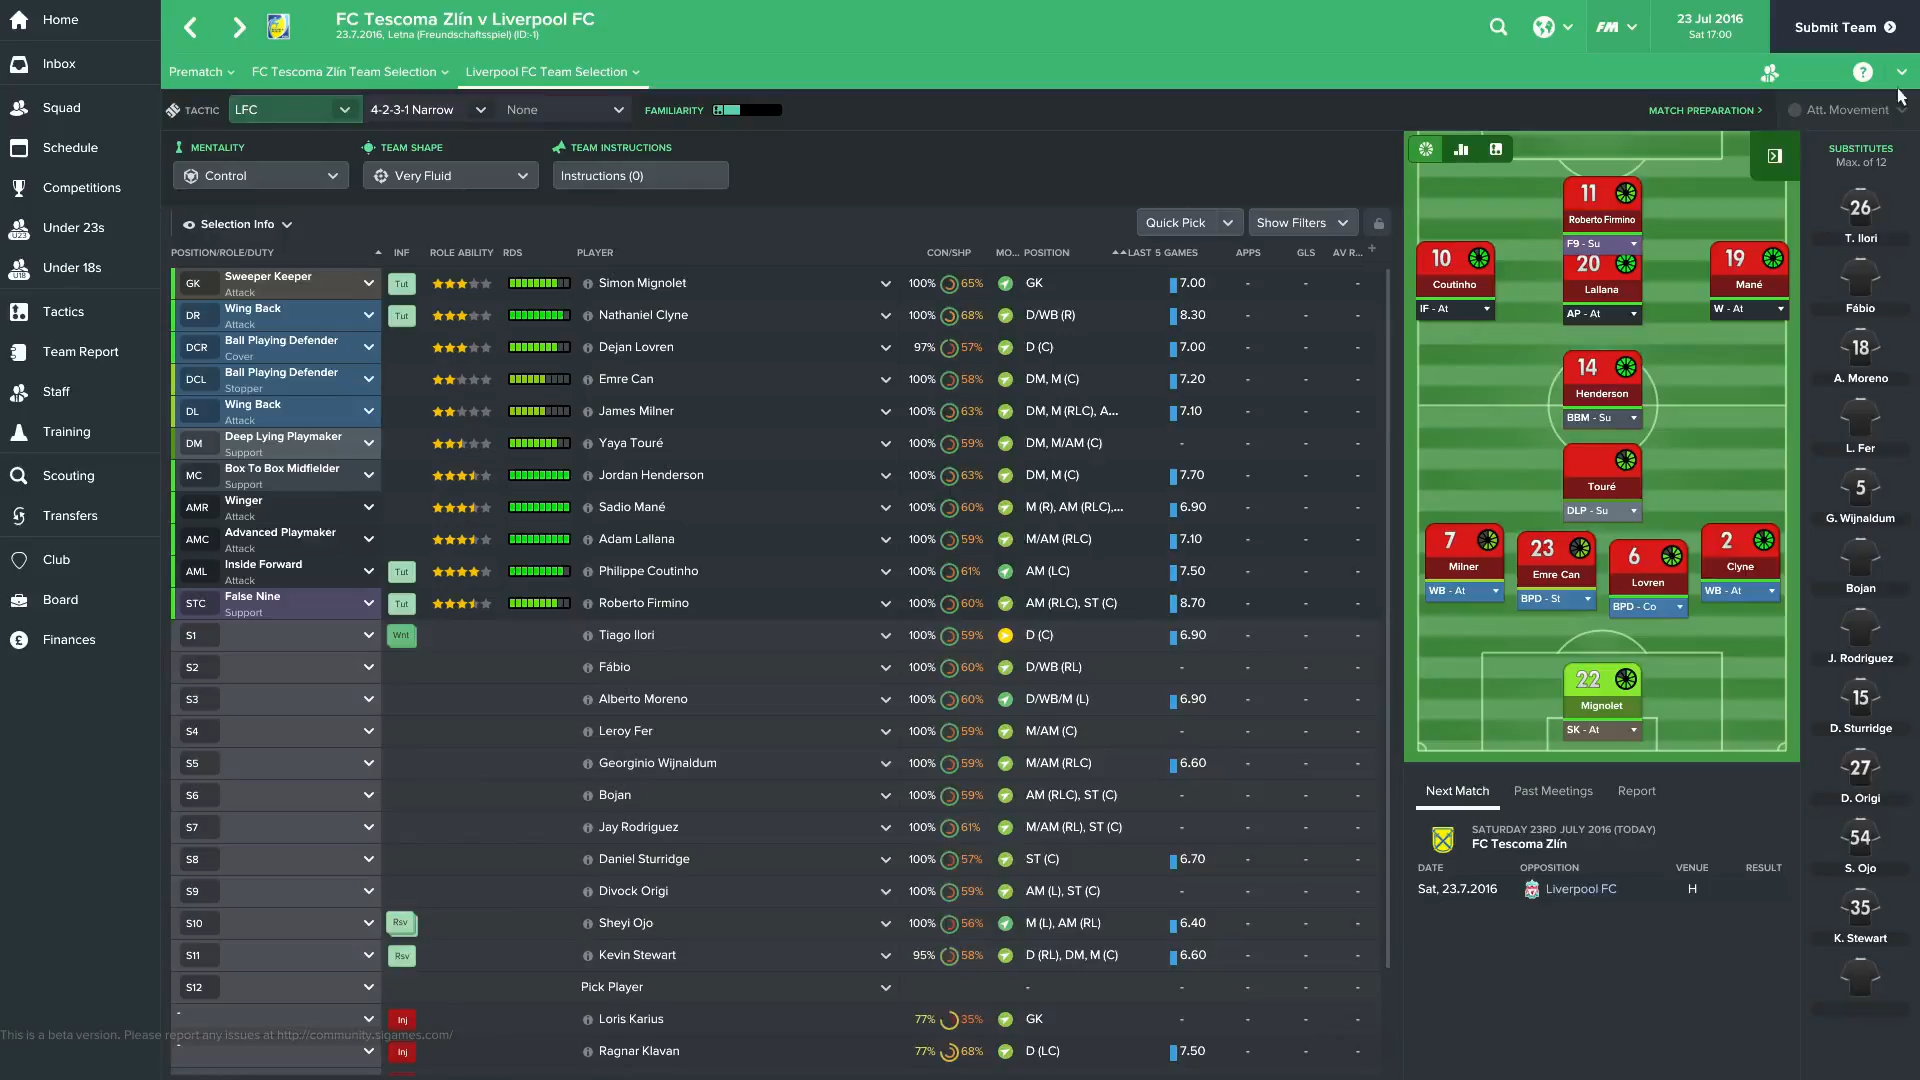 Home
Inbox
Squad
Schedule
Competitions
Under 23s
Under 18s
Tactics
Team Report
Staff
Training
Scouting
Transfers
Club
Board
Finances
FC Tescoma Zlín v Liverpool FC
23.7.2016, Letna (Freundschaftsspiel) (ID:-1)
FM
23 Jul 2016
Sat 17:00
Submit Team
Prematch FC Tescoma Zlín Team Selection Liverpool FC Team Selection
TACTIC LFC 4-2-3-1 Narrow None FAMILIARITY MATCH PREPARATION > Att. Movement
MENTALITY TEAM SHAPE TEAM INSTRUCTIONS
Control Very Fluid Instructions (0)
Selection Info Quick Pick Show Filters
POSITION/ROLE/DUTY INF ROLE ABILITY RDS PLAYER CON/SHP MO... POSITION LAST 5 GAMES APPS GLS AV R...
GK Sweeper Keeper Attack Tut Simon Mignolet 100% 65% GK 7.00 - - -
DR Wing Back Attack Tut Nathaniel Clyne 100% 68% D/WB (R) 8.30 - - -
DCR Ball Playing Defender Cover Dejan Lovren 97% 57% D (C) 7.00 - - -
DCL Ball Playing Defender Stopper Emre Can 100% 58% DM, M (C) 7.20 - - -
DL Wing Back Attack James Milner 100% 63% DM, M (RLC), A... 7.10 - - -
DM Deep Lying Playmaker Support Yaya Touré 100% 59% DM, M/AM (C) - - - -
MC Box To Box Midfielder Support Jordan Henderson 100% 63% DM, M (C) 7.70 - - -
AMR Winger Attack Sadio Mané 100% 60% M (R), AM (RLC),... 6.90 - - -
AMC Advanced Playmaker Attack Adam Lallana 100% 59% M/AM (RLC) 7.10 - - -
AML Inside Forward Attack Tut Philippe Coutinho 100% 61% AM (LC) 7.50 - - -
STC False Nine Support Tut Roberto Firmino 100% 60% AM (RLC), ST (C) 8.70 - - -
S1 Wnt Tiago Ilori 100% 59% D (C) 6.90 - - -
S2 Fábio 100% 60% D/WB (RL) - - - -
S3 Alberto Moreno 100% 60% D/WB/M (L) 6.90 - - -
S4 Leroy Fer 100% 59% M/AM (C) - - - -
S5 Georginio Wijnaldum 100% 59% M/AM (RLC) 6.60 - - -
S6 Bojan 100% 59% AM (RLC), ST (C) - - - -
S7 Jay Rodriguez 100% 61% M/AM (RL), ST (C) - - - -
S8 Daniel Sturridge 100% 57% ST (C) 6.70 - - -
S9 Divock Origi 100% 59% AM (L), ST (C) - - - -
S10 Rsv Sheyi Ojo 100% 56% M (L), AM (RL) 6.40 - - -
S11 Rsv Kevin Stewart 95% 58% D (RL), DM, M (C) 6.60 - - -
S12 Pick Player - - - - -
- Inj Loris Karius 77% 35% GK - - - -
This is a beta version. Please report any issues at http://community.sigames.com/
- Inj Ragnar Klavan 77% 68% D (LC) 7.50 - - -
11
Roberto Firmino
F9 - Su
10
Coutinho
IF - At
20
Lallana
AP - At
19
Mané
W - At
14
Henderson
BBM - Su
Touré
DLP - Su
7
Milner
WB - At
23
Emre Can
BPD - St
6
Lovren
BPD - Co
2
Clyne
WB - At
22
Mignolet
SK - At
Next Match Past Meetings Report
SATURDAY 23RD JULY 2016 (TODAY)
FC Tescoma Zlín
DATE OPPOSITION VENUE RESULT
Sat, 23.7.2016 Liverpool FC H
SUBSTITUTES
Max. of 12
26
T. Ilori
Fábio
18
A. Moreno
L. Fer
5
G. Wijnaldum
Bojan
J. Rodriguez
15
D. Sturridge
27
D. Origi
54
S. Ojo
35
K. Stewart